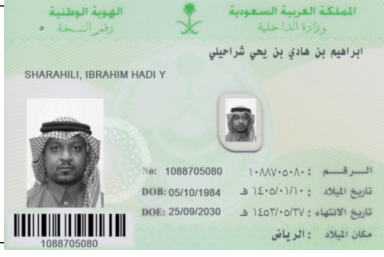 المملكة العربية السعودية
وزارة الداخلية
الهوية الوطنية
رقم النسخة
ابراهيم بن هادي بن يحي شراحيلي
SHARAHILI, IBRAHIM HADI Y
No: 1088705080
الرقم : ١٠٨٨٧٠٥٠٨٠
DOB: 05/10/1984
تاريخ الميلاد : ١٤٠٥/٠١/١٠ هـ
DOE: 25/09/2030
تاريخ الانتهاء : ١٤٥٢/٠٥/٢٧ هـ
مكان الميلاد : الرياض
1088705080